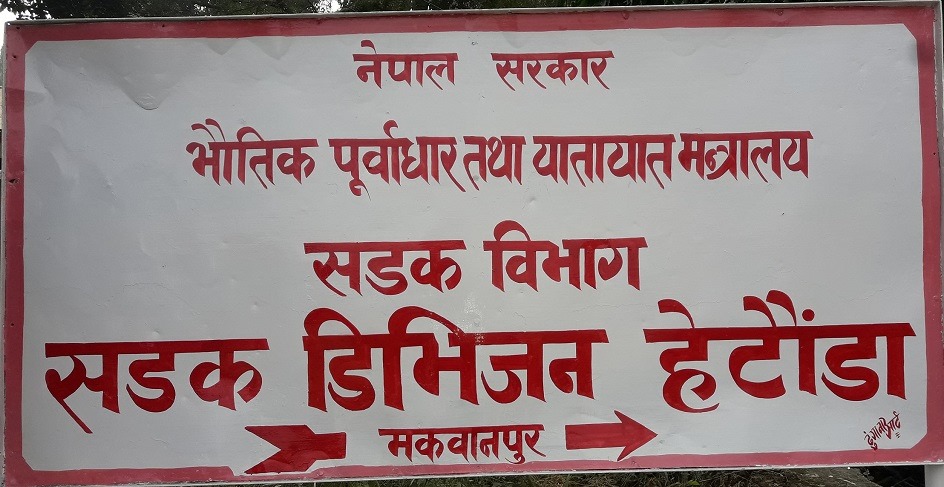 नेपाल सरकार
भौतिक पूर्वाधार तथा यातायात मन्त्रालय
सडक विभाग
सडक डिभिजन हेटौंडा
मकवानपुर